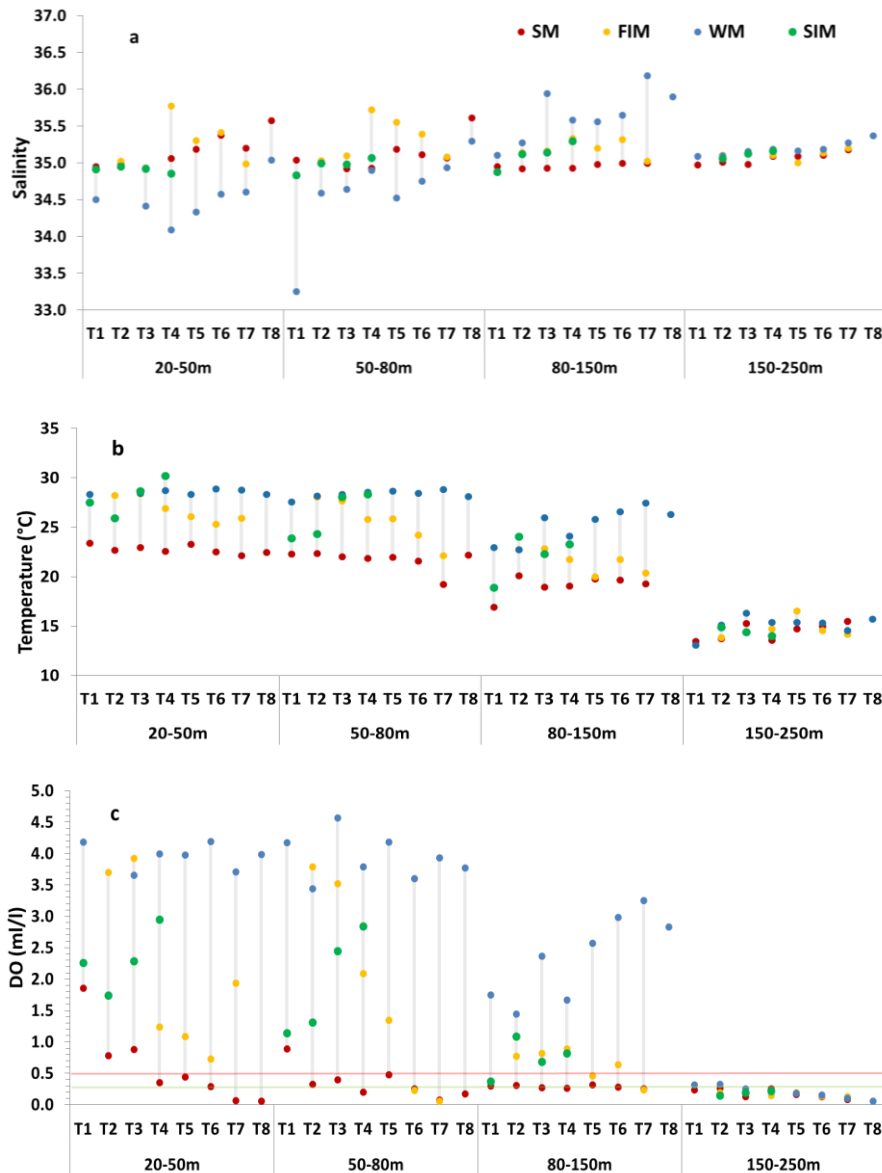 a
SM FIM WM SIM
Salinity
37.0
36.5
36.0
35.5
35.0
34.5
34.0
33.5
33.0
T1 T2 T3 T4 T5 T6 T7 T8 T1 T2 T3 T4 T5 T6 T7 T8 T1 T2 T3 T4 T5 T6 T7 T1 T2 T3 T4 T5 T6 T7 T8
20-50m 50-80m 80-150m 150-250m
b
Temperature (°C)
35
30
25
20
15
10
T1 T2 T3 T4 T5 T6 T7 T8 T1 T2 T3 T4 T5 T6 T7 T8 T1 T2 T3 T4 T5 T6 T7 T1 T2 T3 T4 T5 T6 T7 T8
20-50m 50-80m 80-150m 150-250m
c
DO (ml/l)
5.0
4.5
4.0
3.5
3.0
2.5
2.0
1.5
1.0
0.5
0.0
T1 T2 T3 T4 T5 T6 T7 T8 T1 T2 T3 T4 T5 T6 T7 T8 T1 T2 T3 T4 T5 T6 T7 T8 T1 T2 T3 T4 T5 T6 T7 T8
20-50m 50-80m 80-150m 150-250m